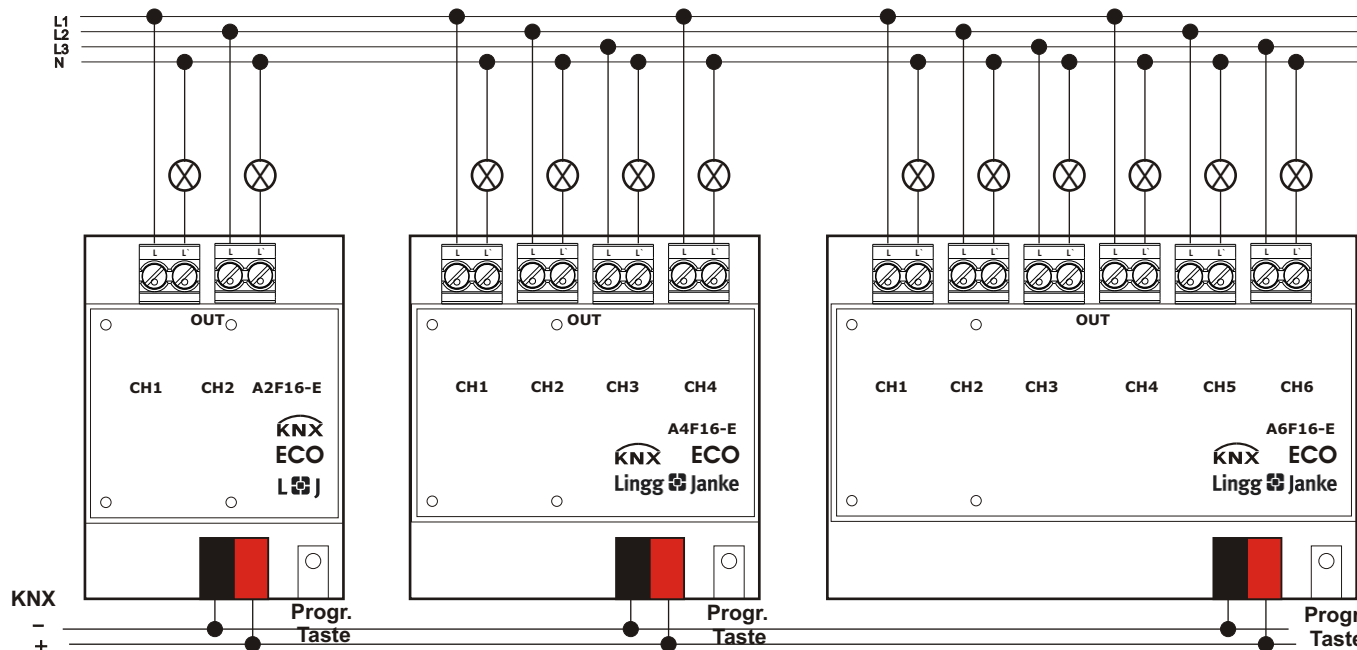 L1
L2
L3
N
L L` L L`
L L` L L` L L` L L`
L L` L L` L L` L L` L L` L L`
OUT
CH1 CH2 A2F16-E
KNX
ECO
L J
OUT
CH1 CH2 CH3 CH4
A4F16-E
KNX ECO
Lingg Janke
OUT
CH1 CH2 CH3 CH4 CH5 CH6
A6F16-E
KNX ECO
Lingg Janke
KNX
–
+
Progr.
Taste
Progr.
Taste
Progr
Taste